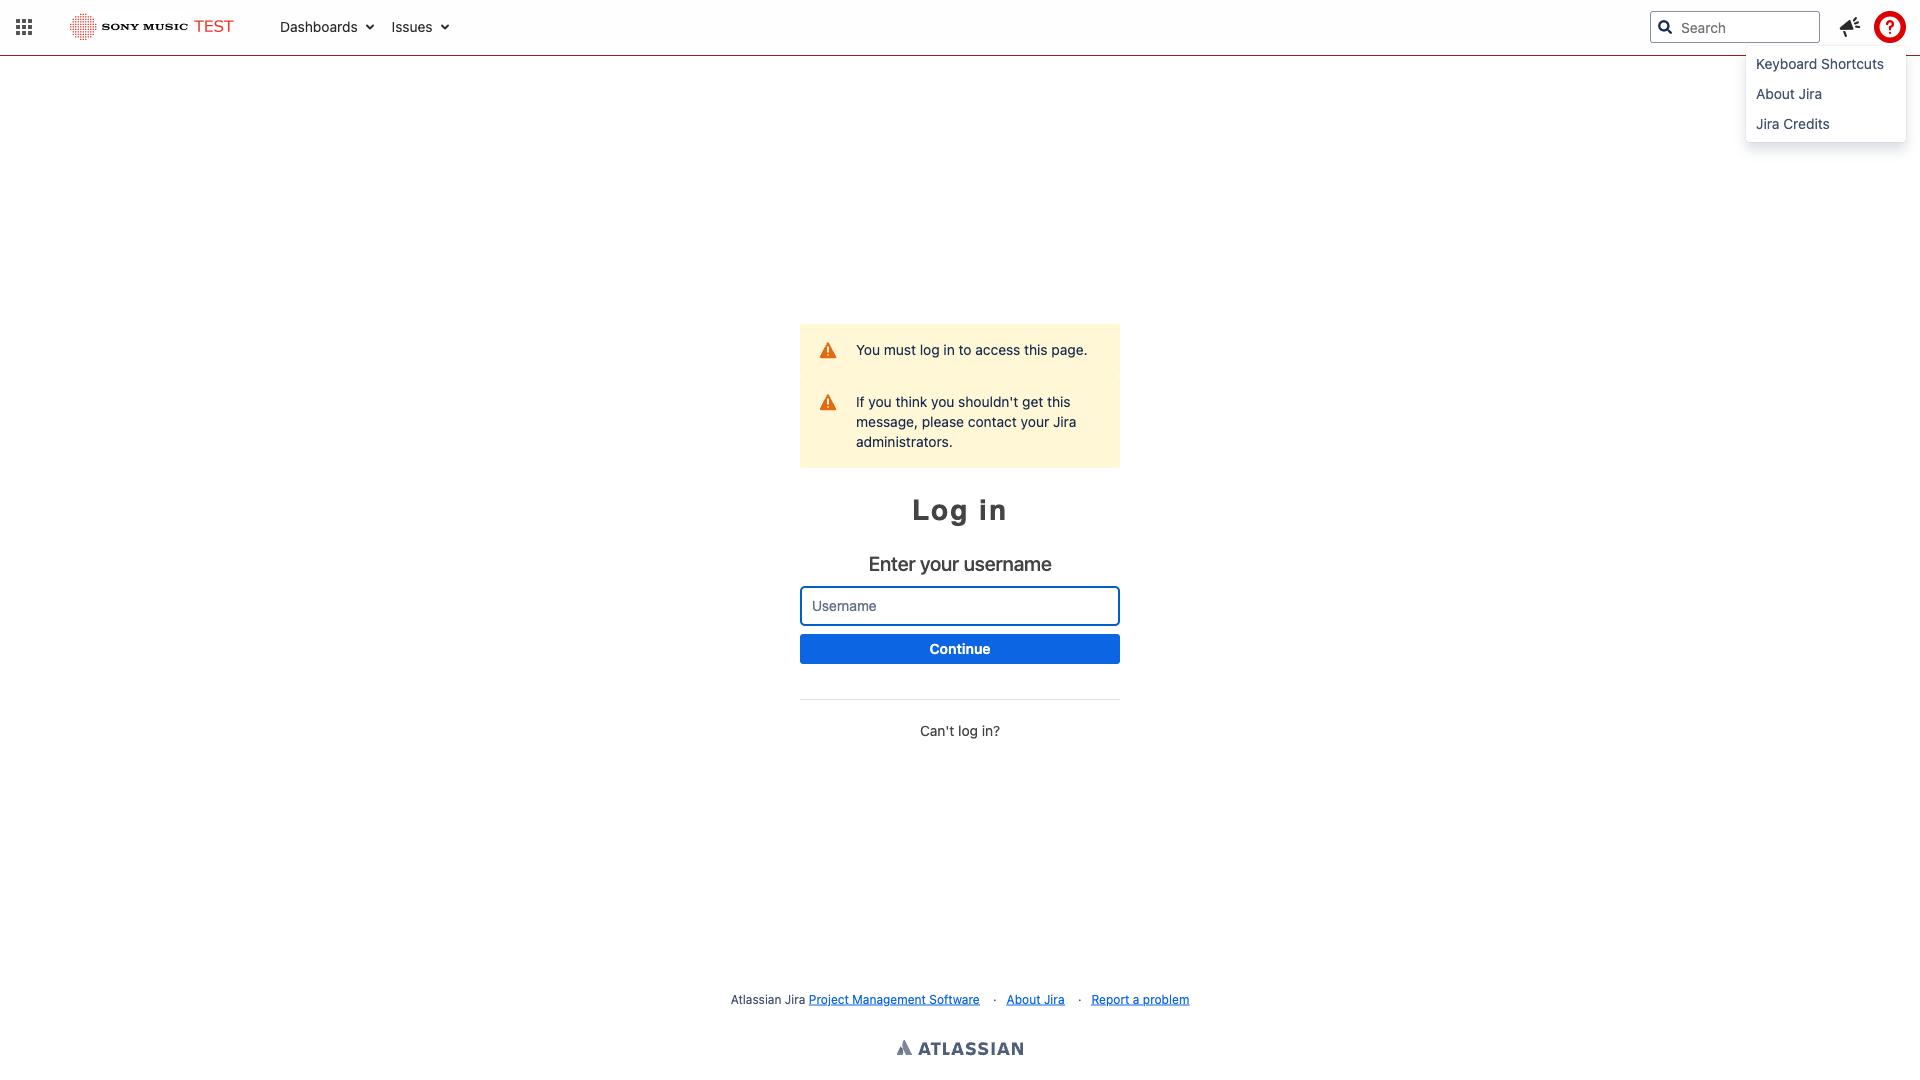 SONY MUSIC TEST
Dashboards
Issues
Search
Keyboard Shortcuts
About Jira
Jira Credits
You must log in to access this page.
If you think you shouldn't get this
message, please contact your Jira
administrators.
Log in
Enter your username
Username
Continue
Can't log in?
Atlassian Jira Project Management Software · About Jira · Report a problem
ATLASSIAN